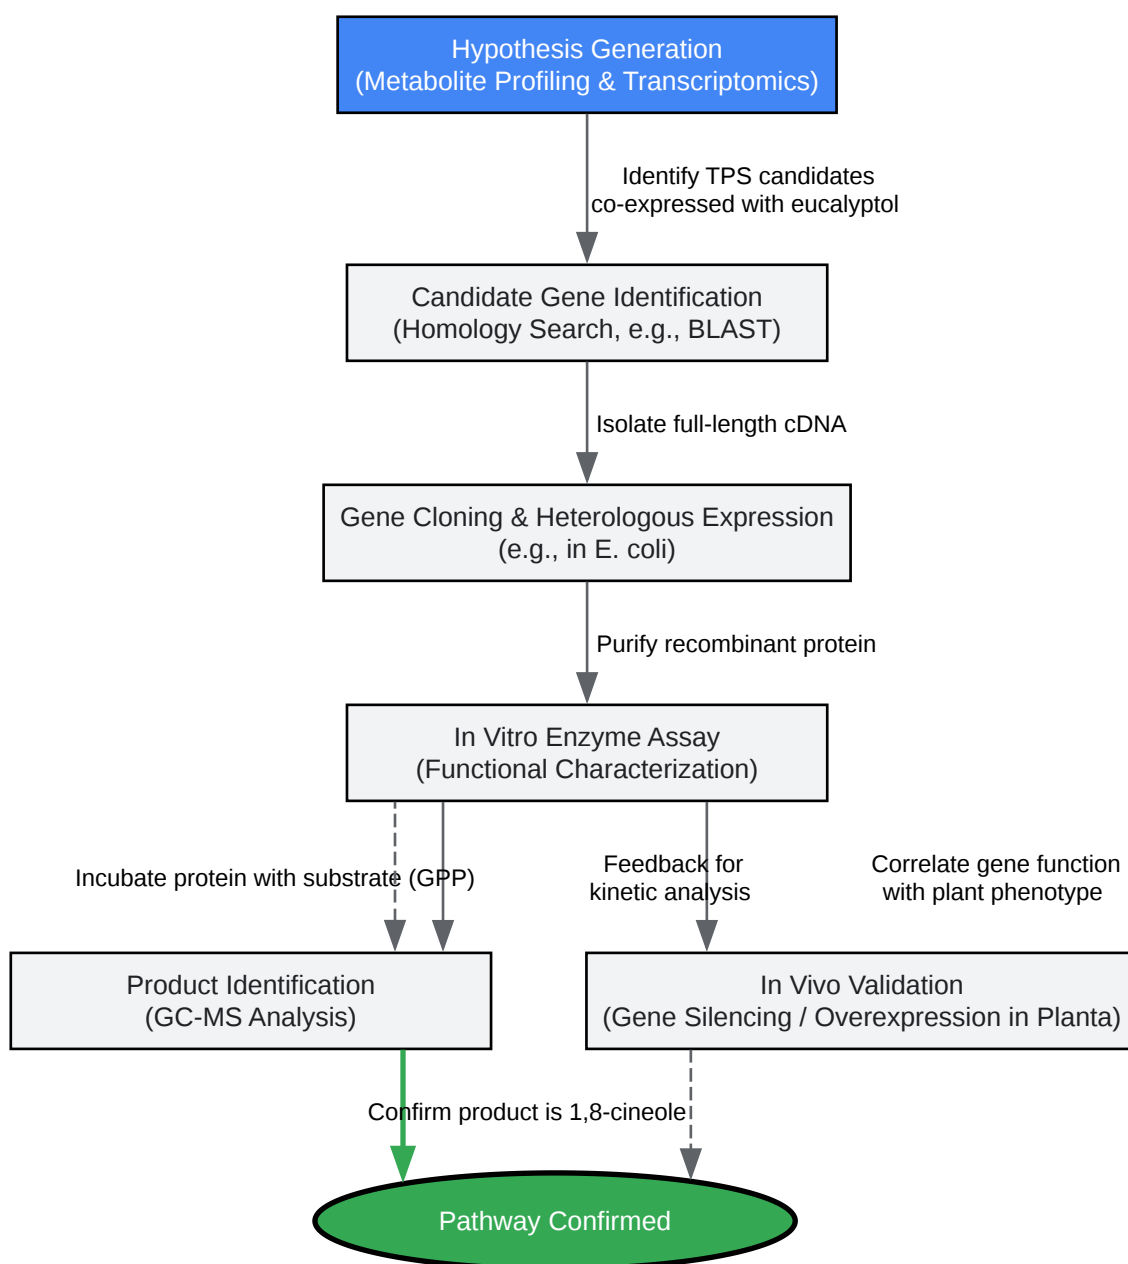 Hypothesis Generation
(Metabolite Profiling & Transcriptomics)
Identify TPS candidates
co-expressed with eucalyptol
Candidate Gene Identification
(Homology Search, e.g., BLAST)
Isolate full-length cDNA
Gene Cloning & Heterologous Expression
(e.g., in E. coli)
Purify recombinant protein
In Vitro Enzyme Assay
(Functional Characterization)
Incubate protein with substrate (GPP)
Feedback for
kinetic analysis
Correlate gene function
with plant phenotype
Product Identification
(GC-MS Analysis)
In Vivo Validation
(Gene Silencing / Overexpression in Planta)
Confirm product is 1,8-cineole
Pathway Confirmed